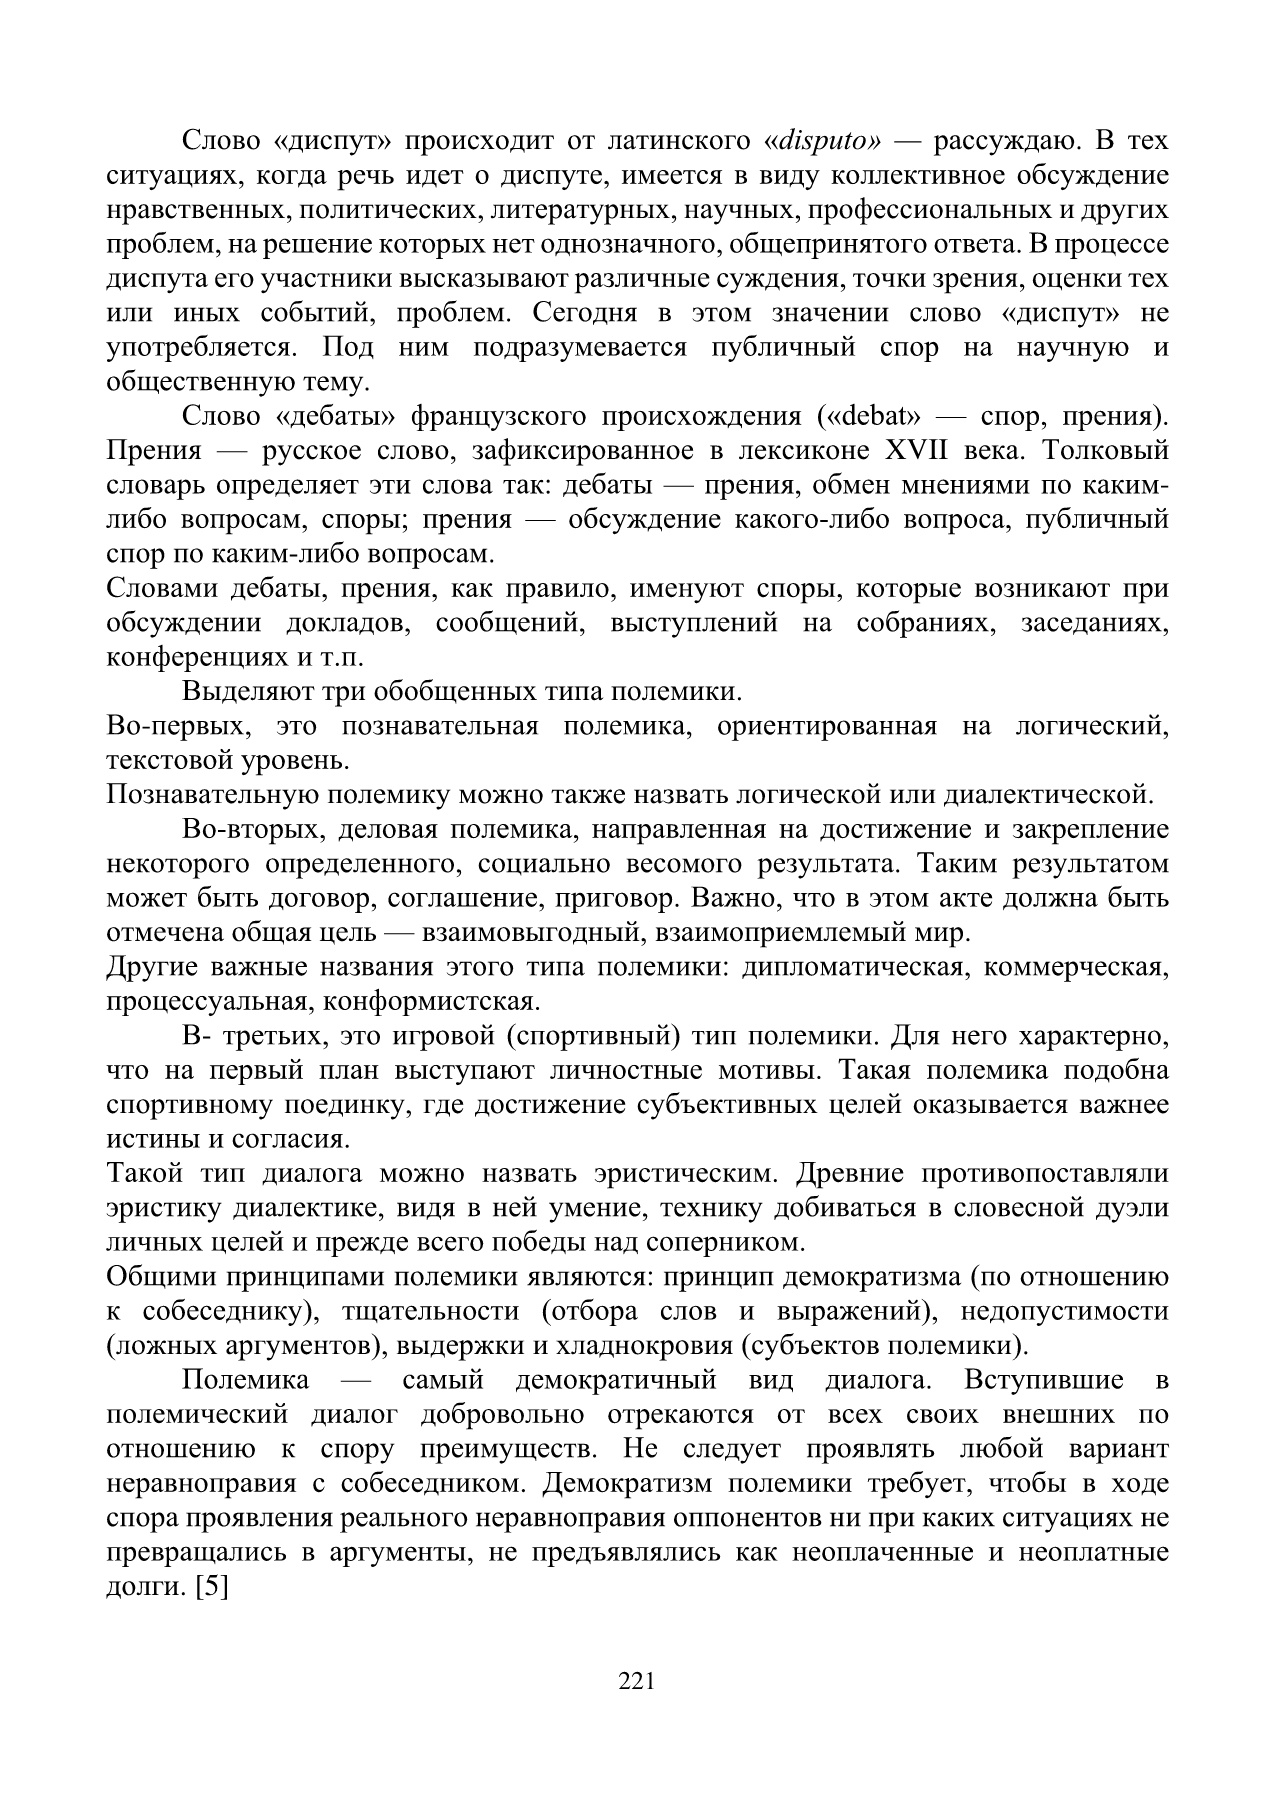 Слово «диспут» происходит от латинского «disputo» — рассуждаю. В тех
ситуациях, когда речь идет о диспуте, имеется в виду коллективное обсуждение
нравственных, политических, литературных, научных, профессиональных и других
проблем, на решение которых нет однозначного, общепринятого ответа. В процессе
диспута его участники высказывают различные суждения, точки зрения, оценки тех
или иных событий, проблем. Сегодня в этом значении слово «диспут» не
употребляется. Под ним подразумевается публичный спор на научную и
общественную тему.
Слово «дебаты» французского происхождения («debat» — спор, прения).
Прения — русское слово, зафиксированное в лексиконе XVII века. Толковый
словарь определяет эти слова так: дебаты — прения, обмен мнениями по каким-
либо вопросам, споры; прения — обсуждение какого-либо вопроса, публичный
спор по каким-либо вопросам.
Словами дебаты, прения, как правило, именуют споры, которые возникают при
обсуждении докладов, сообщений, выступлений на собраниях, заседаниях,
конференциях и т.п.
Выделяют три обобщенных типа полемики.
Во-первых, это познавательная полемика, ориентированная на логический,
текстовой уровень.
Познавательную полемику можно также назвать логической или диалектической.
Во-вторых, деловая полемика, направленная на достижение и закрепление
некоторого определенного, социально весомого результата. Таким результатом
может быть договор, соглашение, приговор. Важно, что в этом акте должна быть
отмечена общая цель — взаимовыгодный, взаимоприемлемый мир.
Другие важные названия этого типа полемики: дипломатическая, коммерческая,
процессуальная, конформистская.
В- третьих, это игровой (спортивный) тип полемики. Для него характерно,
что на первый план выступают личностные мотивы. Такая полемика подобна
спортивному поединку, где достижение субъективных целей оказывается важнее
истины и согласия.
Такой тип диалога можно назвать эристическим. Древние противопоставляли
эристику диалектике, видя в ней умение, технику добиваться в словесной дуэли
личных целей и прежде всего победы над соперником.
Общими принципами полемики являются: принцип демократизма (по отношению
к собеседнику), тщательности (отбора слов и выражений), недопустимости
(ложных аргументов), выдержки и хладнокровия (субъектов полемики).
Полемика — самый демократичный вид диалога. Вступившие в
полемический диалог добровольно отрекаются от всех своих внешних по
отношению к спору преимуществ. Не следует проявлять любой вариант
неравноправия с собеседником. Демократизм полемики требует, чтобы в ходе
спора проявления реального неравноправия оппонентов ни при каких ситуациях не
превращались в аргументы, не предъявлялись как неоплаченные и неоплатные
долги. [5]
221